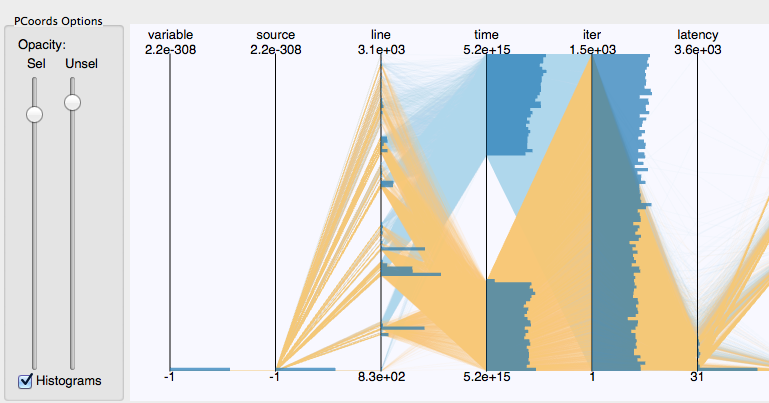 PCoords Options
Opacity:
Sel Unsel
Histograms
variable source line time iter latency
2.2e-308 2.2e-308 3.1e+03 5.2e+15 1.5e+03 3.6e+03
-1 -1 8.3e+02 5.2e+15 1 31